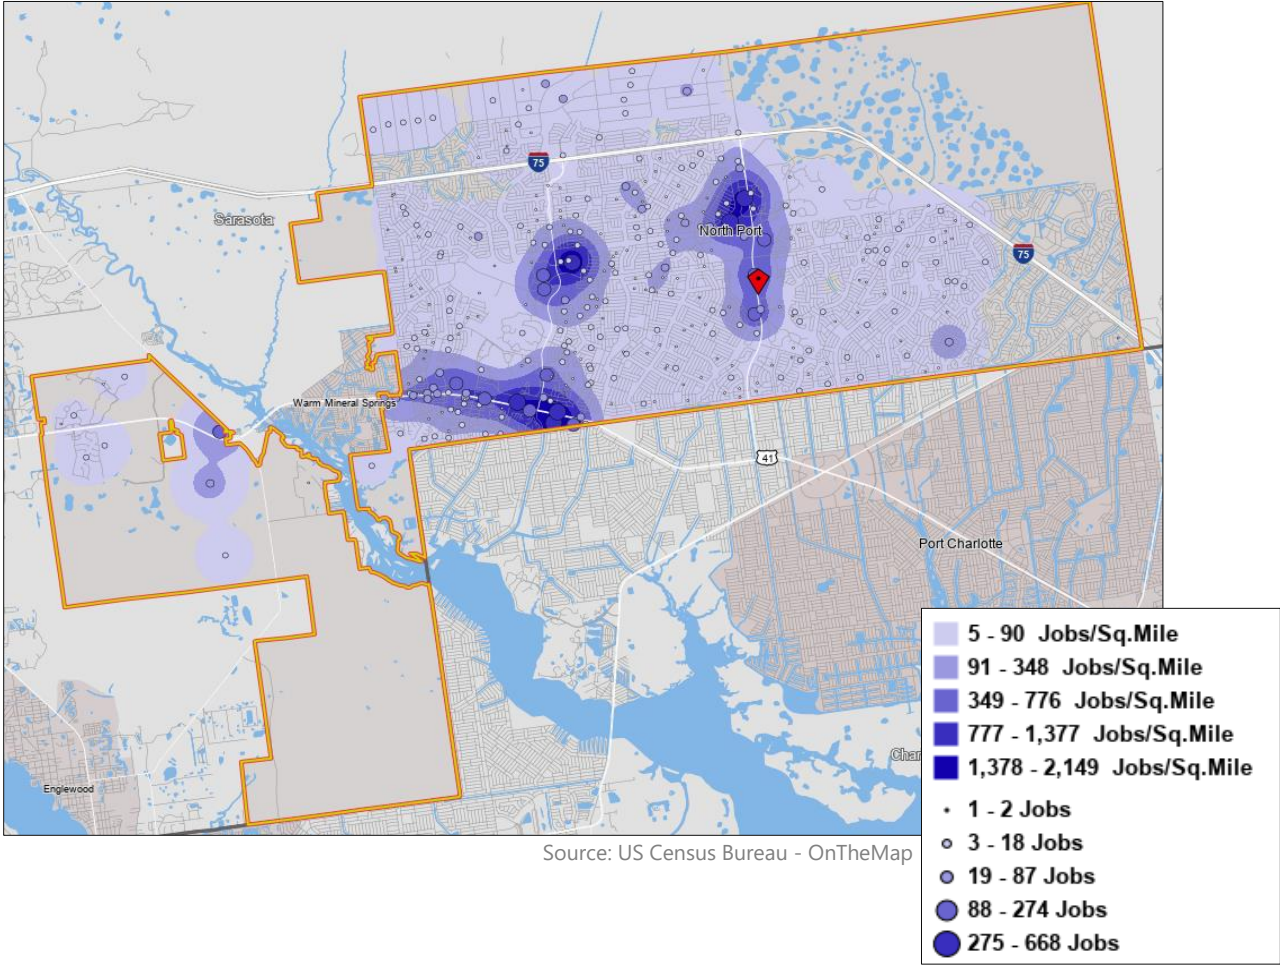 75
Sarasota
North Port
75
Warm Mineral Springs
41
Port Charlotte
Char
Englewood
5 - 90 Jobs/Sq.Mile
91 - 348 Jobs/Sq.Mile
349 - 776 Jobs/Sq.Mile
777 - 1,377 Jobs/Sq.Mile
1,378 - 2,149 Jobs/Sq.Mile
1 - 2 Jobs
3 - 18 Jobs
19 - 87 Jobs
88 - 274 Jobs
275 - 668 Jobs
Source: US Census Bureau - OnTheMap